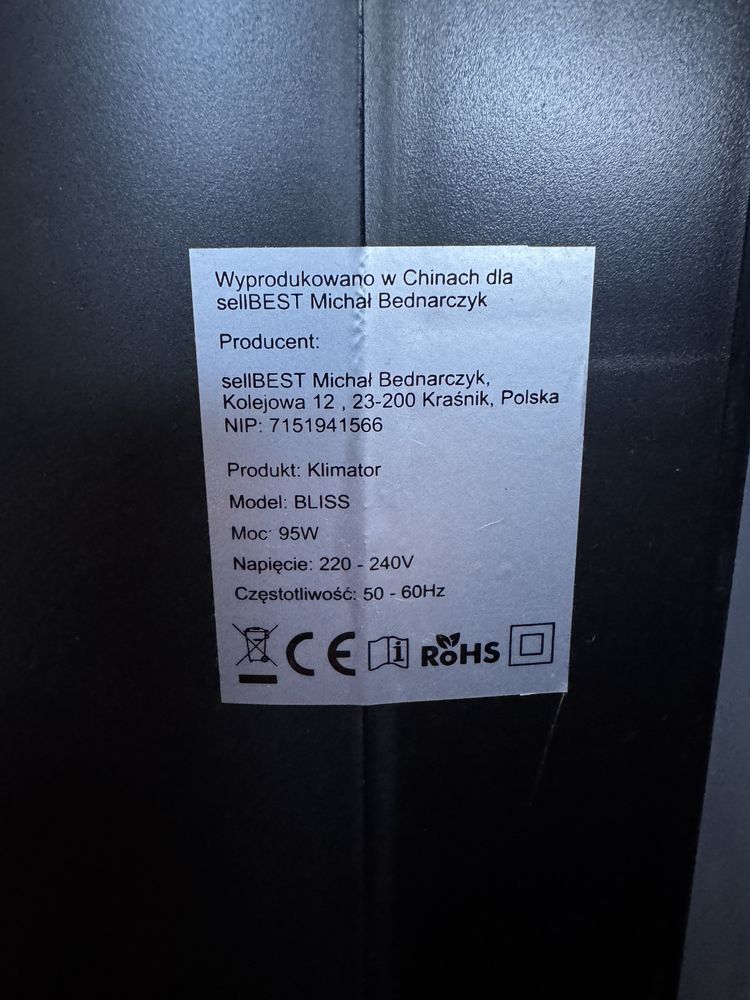 Wyprodukowano w Chinach dla
sellBEST Michał Bednarczyk
Producent:
sellBEST Michał Bednarczyk,
Kolejowa 12 , 23-200 Kraśnik, Polska
NIP: 7151941566
Produkt: Klimator
Model: BLISS
Moc: 95W
Napięcie: 220 - 240V
Częstotliwość: 50 - 60Hz
CE i RoHS